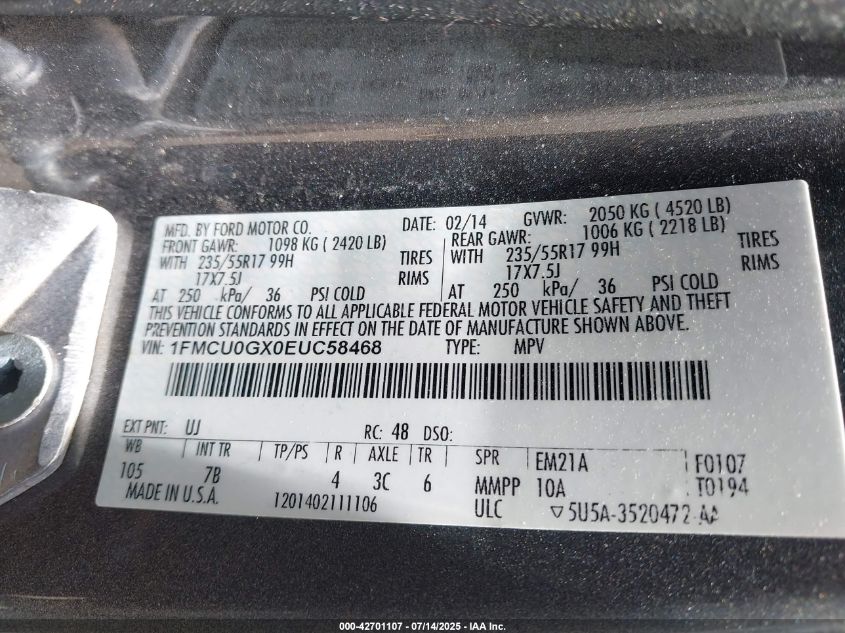 MFD. BY FORD MOTOR CO. DATE: 02/14 GVWR: 2050 KG ( 4520 LB)
FRONT GAWR: 1098 KG ( 2420 LB) REAR GAWR: 1006 KG ( 2218 LB)
WITH 235/55R17 99H TIRES WITH 235/55R17 99H TIRES
17X7.5J RIMS 17X7.5J RIMS
AT 250 kPa/ 36 PSI COLD AT 250 kPa/ 36 PSI COLD
THIS VEHICLE CONFORMS TO ALL APPLICABLE FEDERAL MOTOR VEHICLE SAFETY AND THEFT
PREVENTION STANDARDS IN EFFECT ON THE DATE OF MANUFACTURE SHOWN ABOVE.
VIN: 1FMCU0GX0EUC58468 TYPE: MPV
EXT PNT: UJ RC: 48 DSO:
WB INT TR TP/PS R AXLE TR SPR EM21A F0107
105 7B 4 3C 6 MMPP 10A T0194
MADE IN U.S.A. 1201402111106 ULC ▽5U5A-3520472-AA
000-42701107 - 07/14/2025 - IAA Inc.